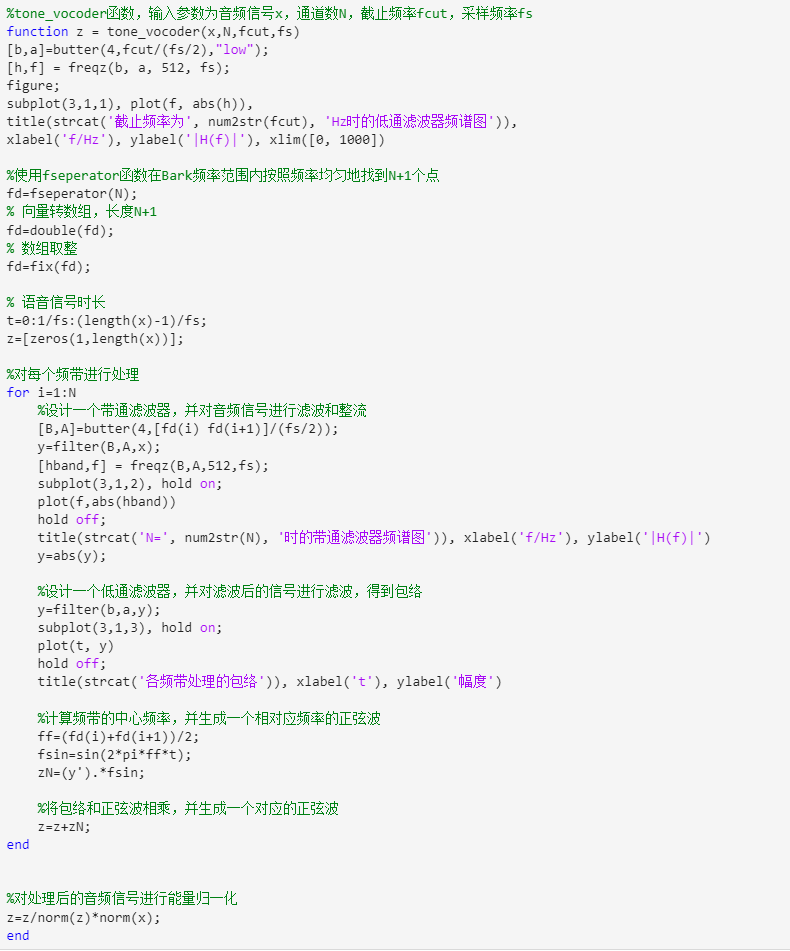 %tone_vocoder函数，输入参数为音频信号x，通道数N，截止频率fcut，采样频率fs
function z = tone_vocoder(x,N,fcut,fs)
[b,a]=butter(4,fcut/(fs/2),"low");
[h,f] = freqz(b, a, 512, fs);
figure;
subplot(3,1,1), plot(f, abs(h)),
title(strcat('截止频率为', num2str(fcut), 'Hz时的低通滤波器频谱图')),
xlabel('f/Hz'), ylabel('|H(f)|'), xlim([0, 1000])
%使用fseperator函数在Bark频率范围内按照频率均匀地找到N+1个点
fd=fseperator(N);
% 向量转数组，长度N+1
fd=double(fd);
% 数组取整
fd=fix(fd);
% 语音信号时长
t=0:1/fs:(length(x)-1)/fs;
z=[zeros(1,length(x))];
%对每个频带进行处理
for i=1:N
%设计一个带通滤波器，并对音频信号进行滤波和整流
[B,A]=butter(4,[fd(i) fd(i+1)]/(fs/2));
y=filter(B,A,x);
[hband,f] = freqz(B,A,512,fs);
subplot(3,1,2), hold on;
plot(f,abs(hband))
hold off;
title(strcat('N=', num2str(N), '时的带通滤波器频谱图')), xlabel('f/Hz'), ylabel('|H(f)|')
y=abs(y);
%设计一个低通滤波器，并对滤波后的信号进行滤波，得到包络
y=filter(b,a,y);
subplot(3,1,3), hold on;
plot(t, y)
hold off;
title(strcat('各频带处理的包络')), xlabel('t'), ylabel('幅度')
%计算频带的中心频率，并生成一个相对应频率的正弦波
ff=(fd(i)+fd(i+1))/2;
fsin=sin(2*pi*ff*t);
zN=(y').*fsin;
%将包络和正弦波相乘，并生成一个对应的正弦波
z=z+zN;
end
%对处理后的音频信号进行能量归一化
z=z/norm(z)*norm(x);
end